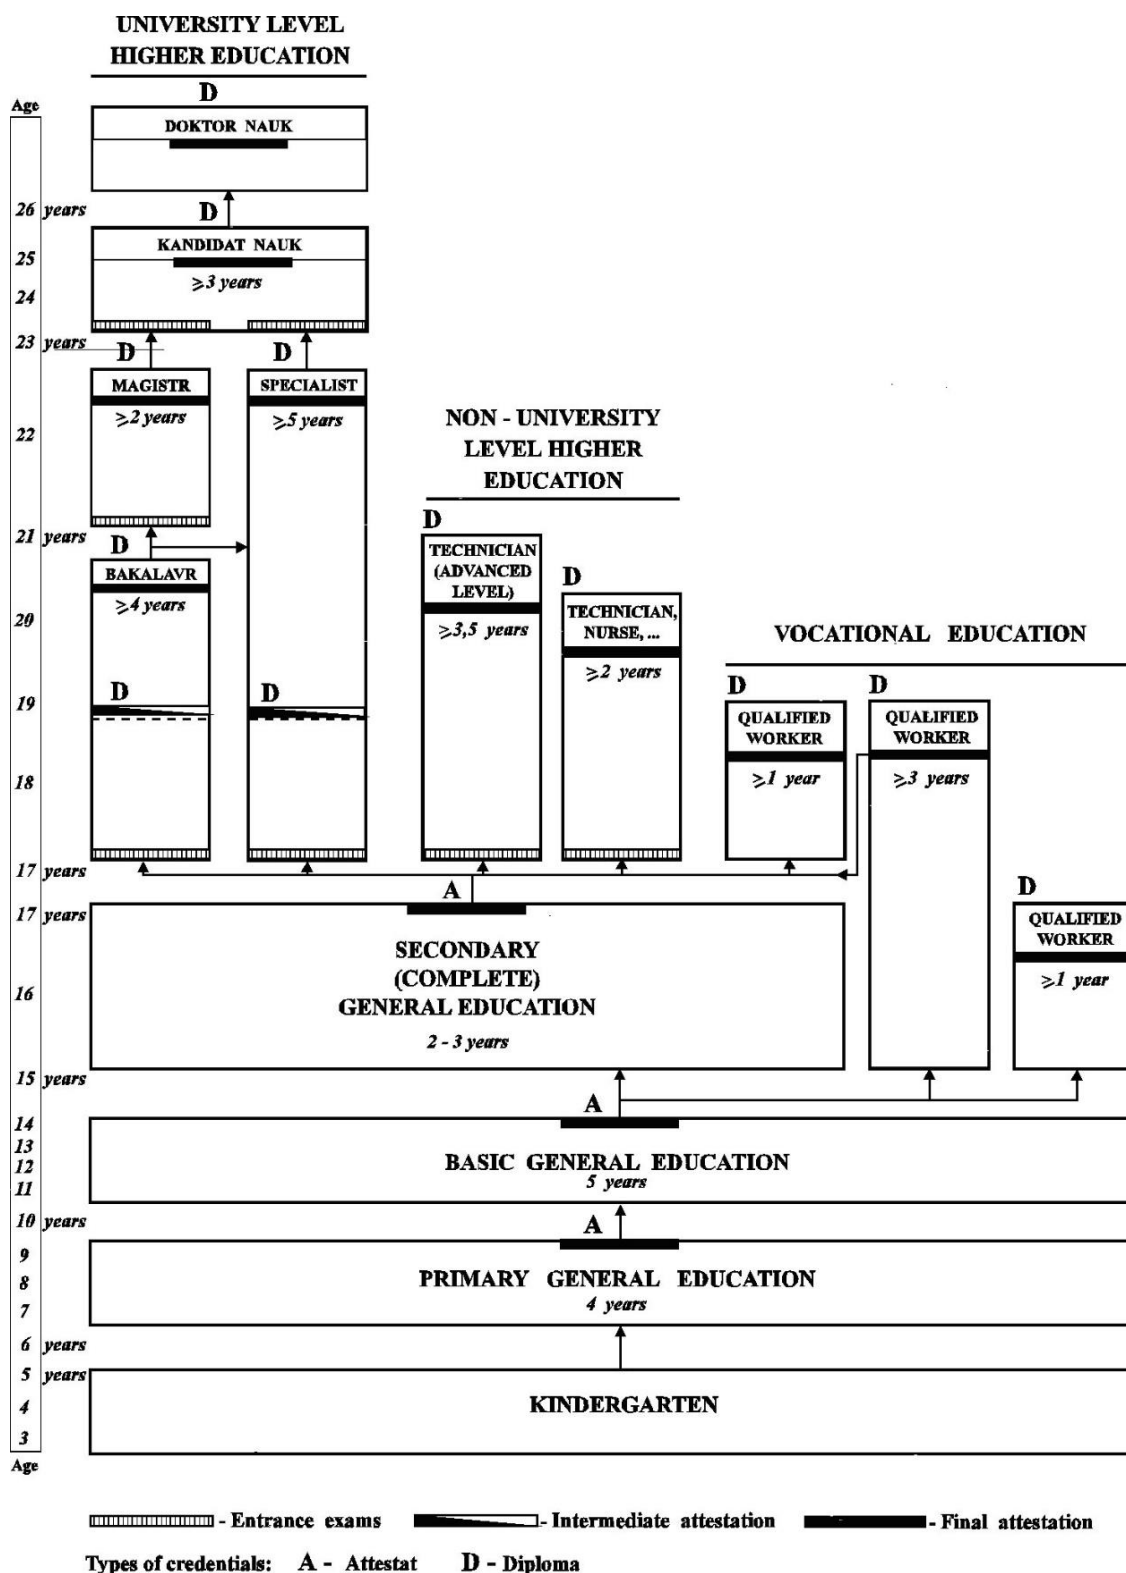 UNIVERSITY LEVEL
HIGHER EDUCATION
D
Age
DOKTOR NAUK
26 years
D
KANDIDAT NAUK
25
⩾3 years
24
23 years
D
D
MAGISTR
SPECIALIST
⩾2 years
⩾5 years
22
NON - UNIVERSITY
LEVEL HIGHER
EDUCATION
21 years
D
D
BAKALAVR
⩾4 years
TECHNICIAN
(ADVANCED
LEVEL)
⩾3,5 years
D
TECHNICIAN,
NURSE, ...
⩾2 years
20
VOCATIONAL EDUCATION
19
D
D
D
D
QUALIFIED
WORKER
⩾1 year
QUALIFIED
WORKER
⩾3 years
18
17 years
A
17 years
SECONDARY
(COMPLETE)
GENERAL EDUCATION
2 - 3 years
D
QUALIFIED
WORKER
⩾1 year
16
15 years
A
14
13
12
11
BASIC GENERAL EDUCATION
5 years
10 years
A
9
8
7
PRIMARY GENERAL EDUCATION
4 years
6 years
5 years
4
3
KINDERGARTEN
Age
- Entrance exams
- Intermediate attestation
- Final attestation
Types of credentials: A - Attestat D - Diploma